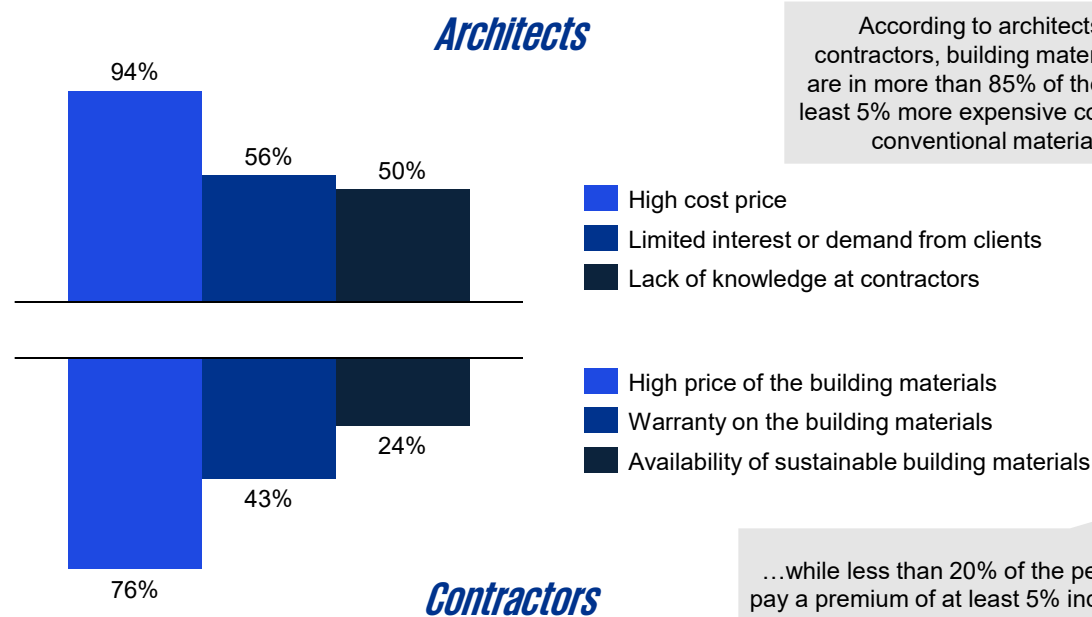 Architects
According to architects
contractors, building mater
are in more than 85% of the
least 5% more expensive co
conventional materia
94%
56%
50%
High cost price
Limited interest or demand from clients
Lack of knowledge at contractors
High price of the building materials
Warranty on the building materials
Availability of sustainable building materials
24%
43%
76%
Contractors
…while less than 20% of the pe
pay a premium of at least 5% inc